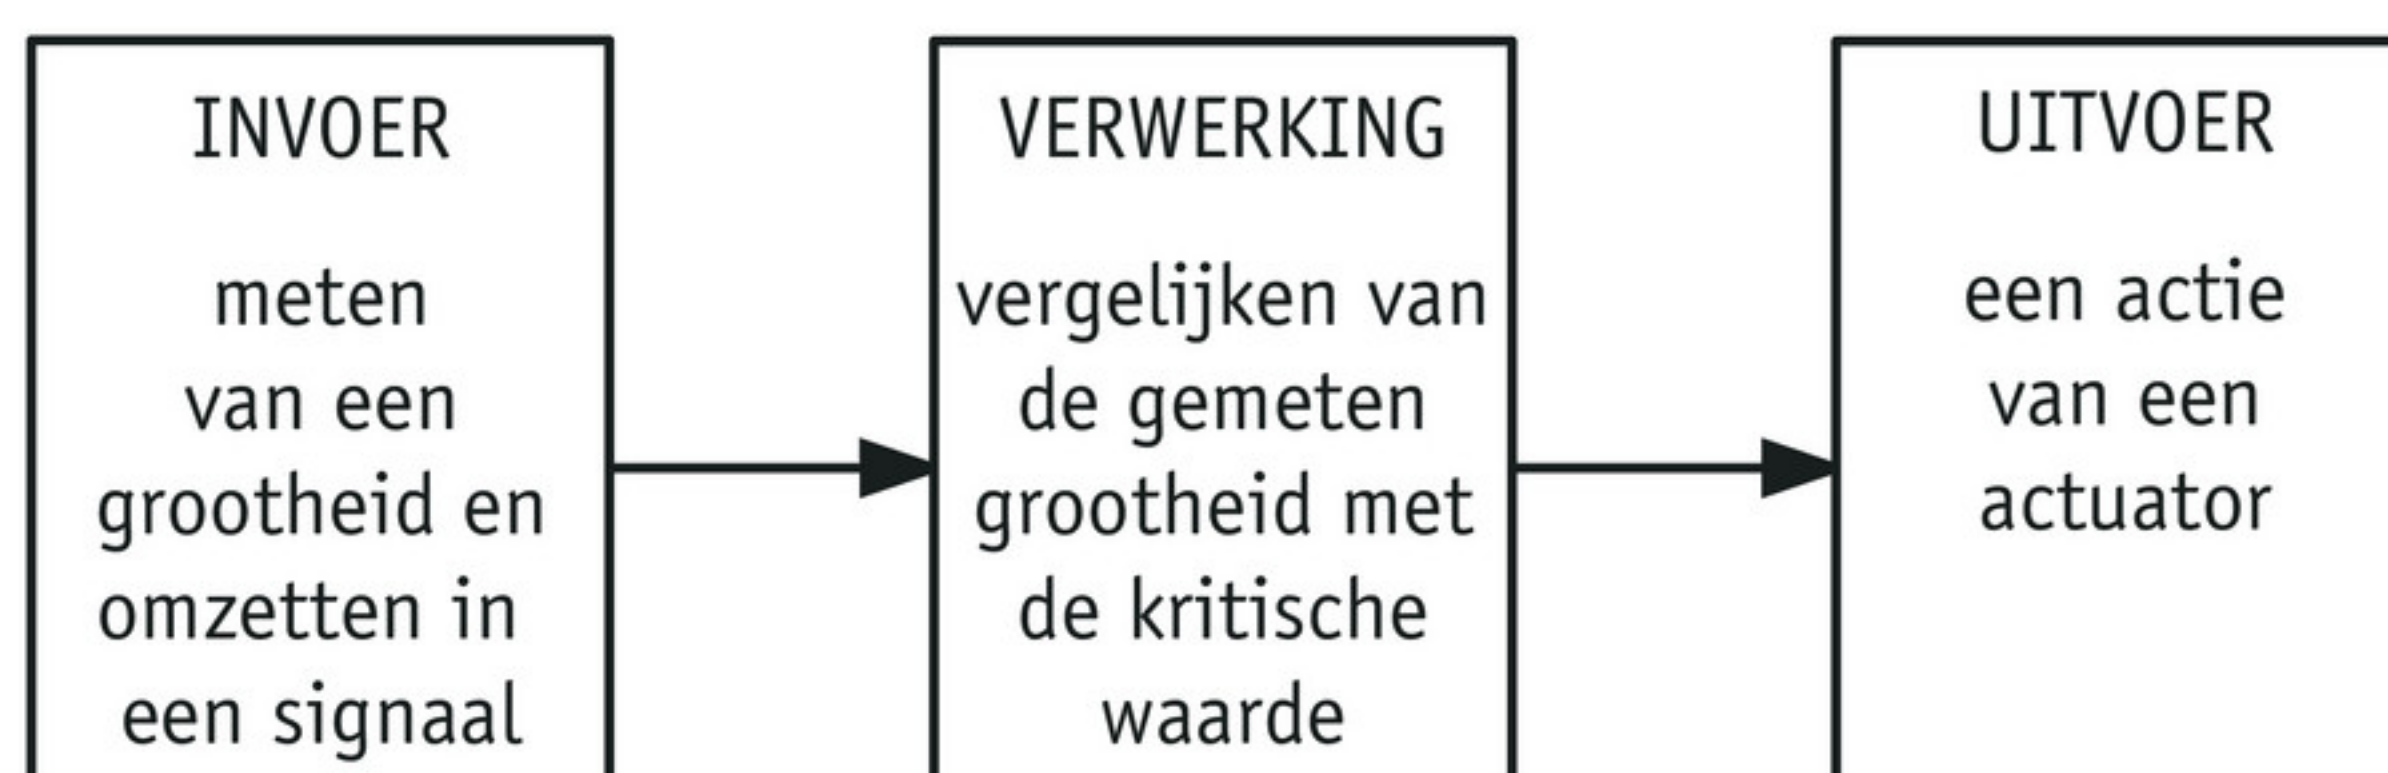 INVOER
meten
van een
grootheid en
omzetten in
een signaal
VERWERKING
vergelijken van
de gemeten
grootheid met
de kritische
waarde
UITVOER
een actie
van een
actuator